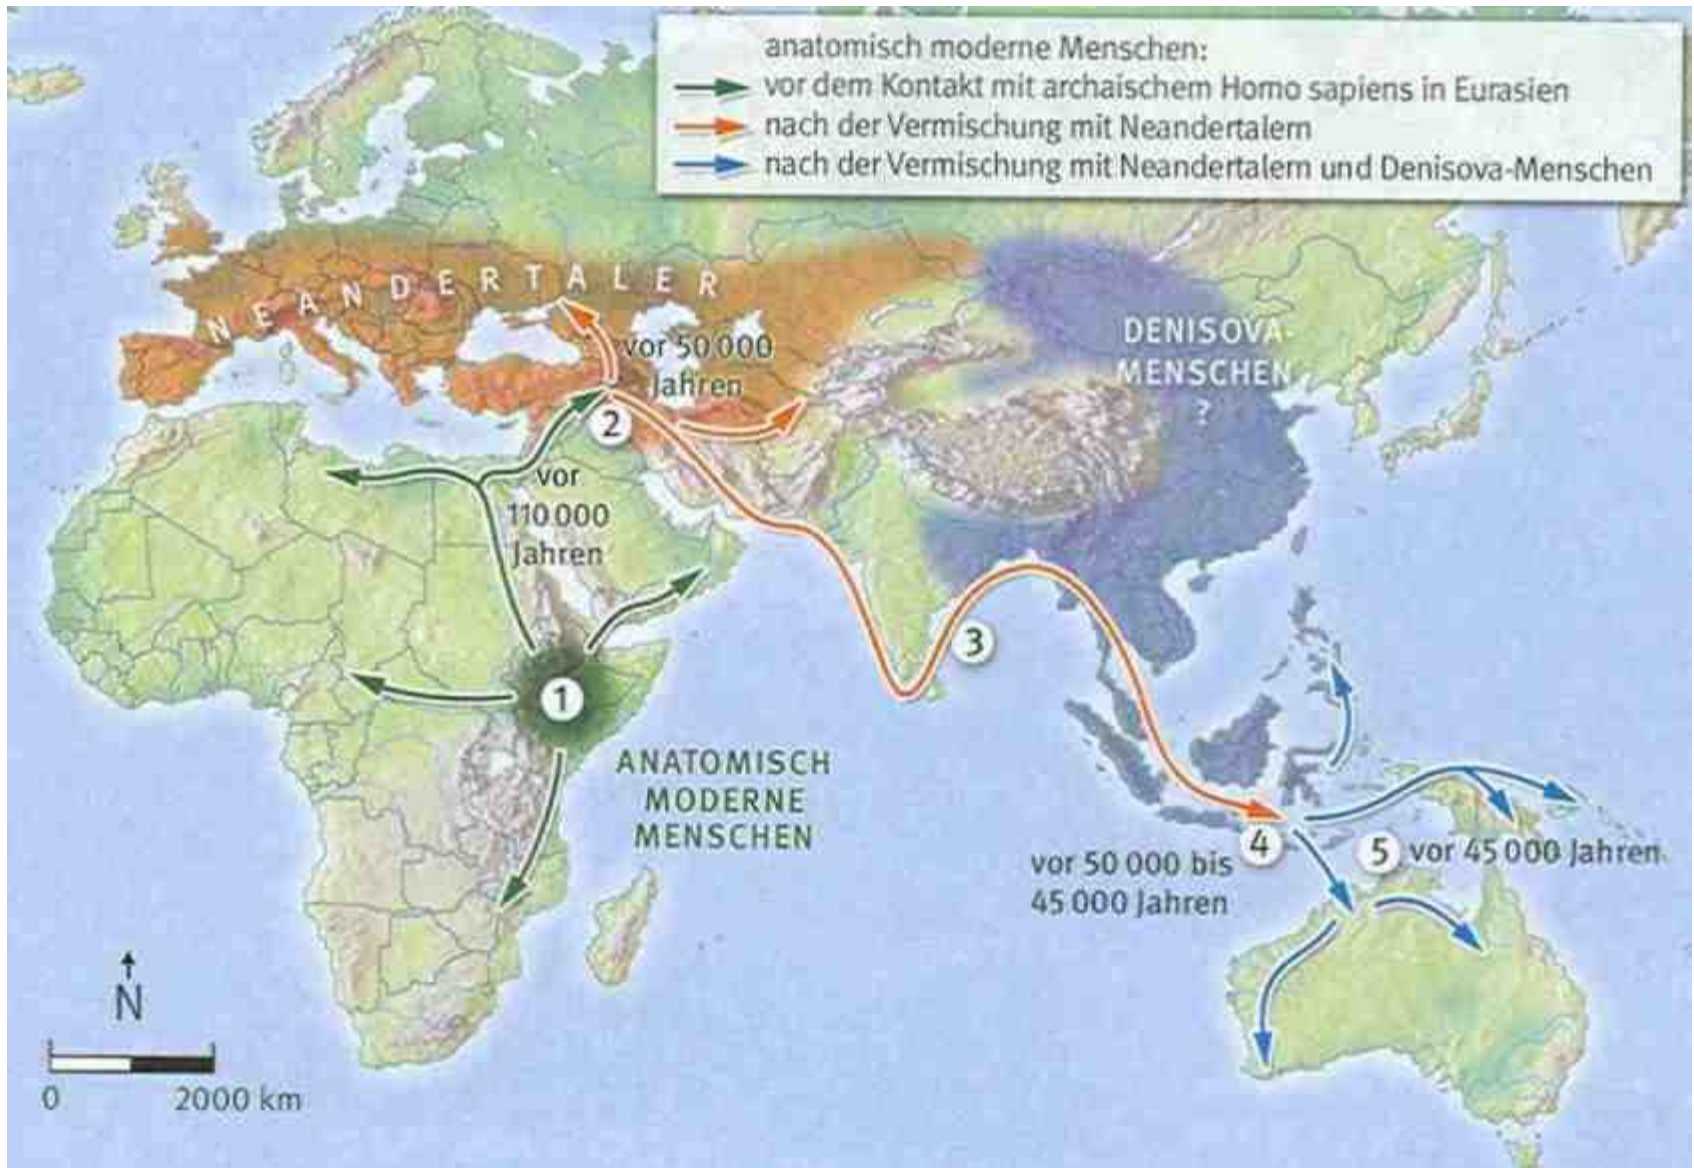 anatomisch moderne Menschen:
vor dem Kontakt mit archaischem Homo sapiens in Eurasien
nach der Vermischung mit Neandertalern
nach der Vermischung mit Neandertalern und Denisova-Menschen
NEANDERTALER
vor 50 000
Jahren
DENISOVA-
MENSCHEN
?
2
vor
110 000
Jahren
3
1
ANATOMISCH
MODERNE
MENSCHEN
4
vor 50 000 bis
45 000 Jahren
5 vor 45 000 Jahren
N
0 2000 km